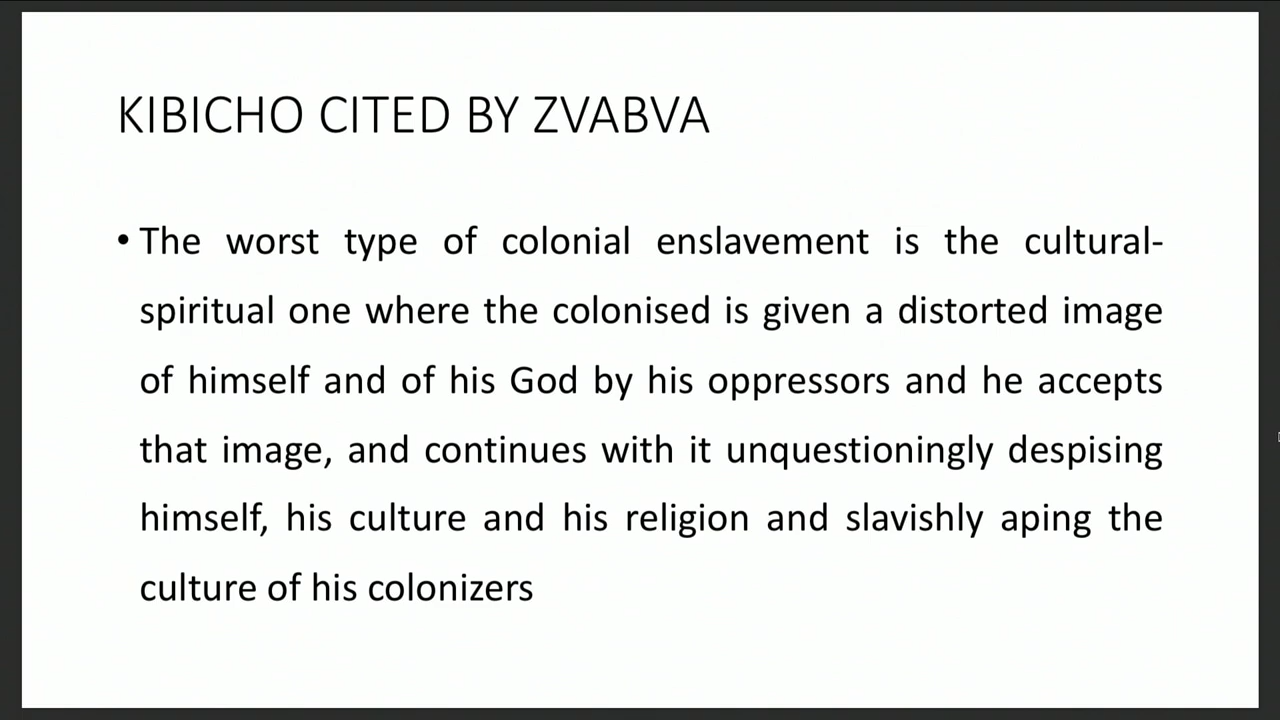 KIBICHO CITED BY ZVABVA
• The worst type of colonial enslavement is the cultural-
spiritual one where the colonised is given a distorted image
of himself and of his God by his oppressors and he accepts
that image, and continues with it unquestioningly despising
himself, his culture and his religion and slavishly aping the
culture of his colonizers